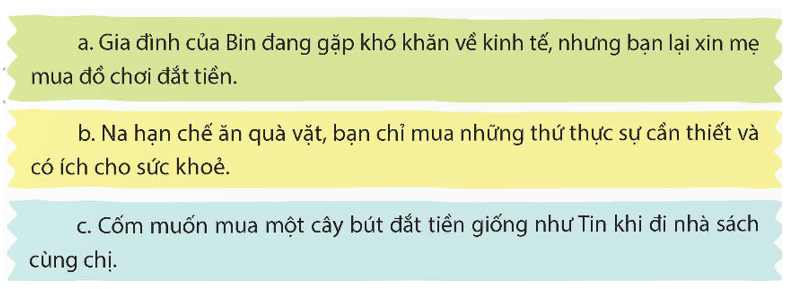 a. Gia đình của Bin đang gặp khó khăn về kinh tế, nhưng bạn lại xin mẹ
mua đồ chơi đắt tiền.
b. Na hạn chế ăn quà vặt, bạn chỉ mua những thứ thực sự cần thiết và
có ích cho sức khoẻ.
c. Cốm muốn mua một cây bút đắt tiền giống như Tin khi đi nhà sách
cùng chị.